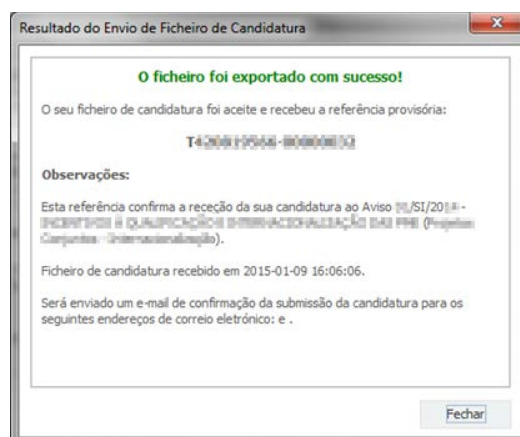 Resultado do Envio de Ficheiro de Candidatura
O ficheiro foi exportado com sucesso!
O seu ficheiro de candidatura foi aceite e recebeu a referência provisória:
Observações:
Esta referência confirma a receção da sua candidatura ao Aviso /SI/201 -
Ficheiro de candidatura recebido em 2015-01-09 16:06:06.
Será enviado um e-mail de confirmação da submissão da candidatura para os
seguintes endereços de correio eletrónico: e .
Fechar